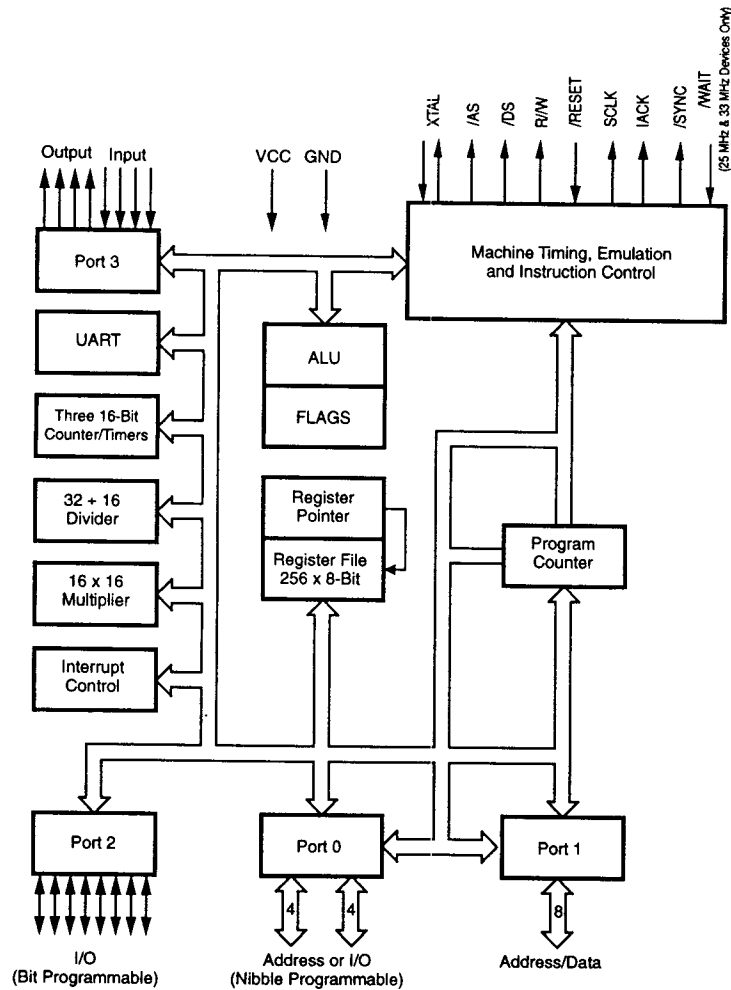 (25 MHz & 33 MHz Devices Only)
XTAL
/AS
/DS
R//W
/RESET
SCLK
IACK
/SYNC
/WAIT
Output
Input
VCC
GND
Port 3
Machine Timing, Emulation
and Instruction Control
UART
ALU
FLAGS
Three 16-Bit
Counter/Timers
32 + 16
Divider
Register
Pointer
Register File
256 x 8-Bit
Program
Counter
16 x 16
Multiplier
Interrupt
Control
Port 2
Port 0
Port 1
4
4
8
I/O
(Bit Programmable)
Address or I/O
(Nibble Programmable)
Address/Data